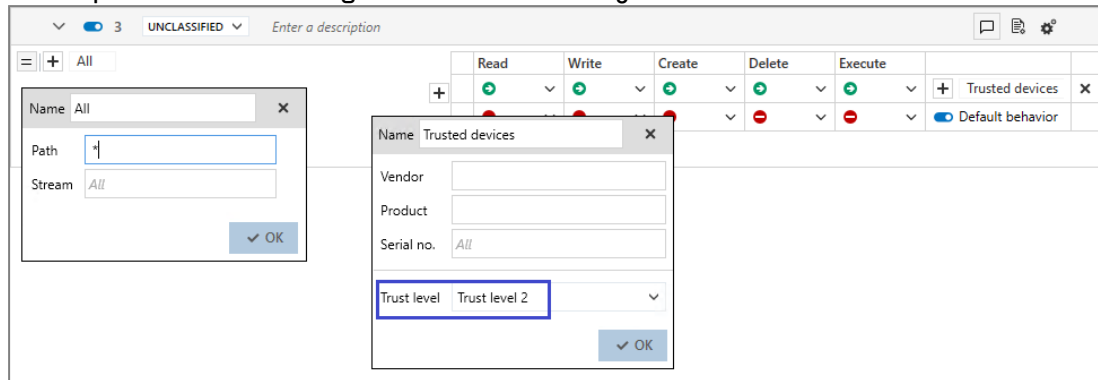 3 UNCLASSIFIED Enter a description
All
Read Write Create Delete Execute
Trusted devices
Default behavior
Name All
Path *
Stream All
OK
Name Trusted devices
Vendor
Product
Serial no. All
Trust level Trust level 2
OK